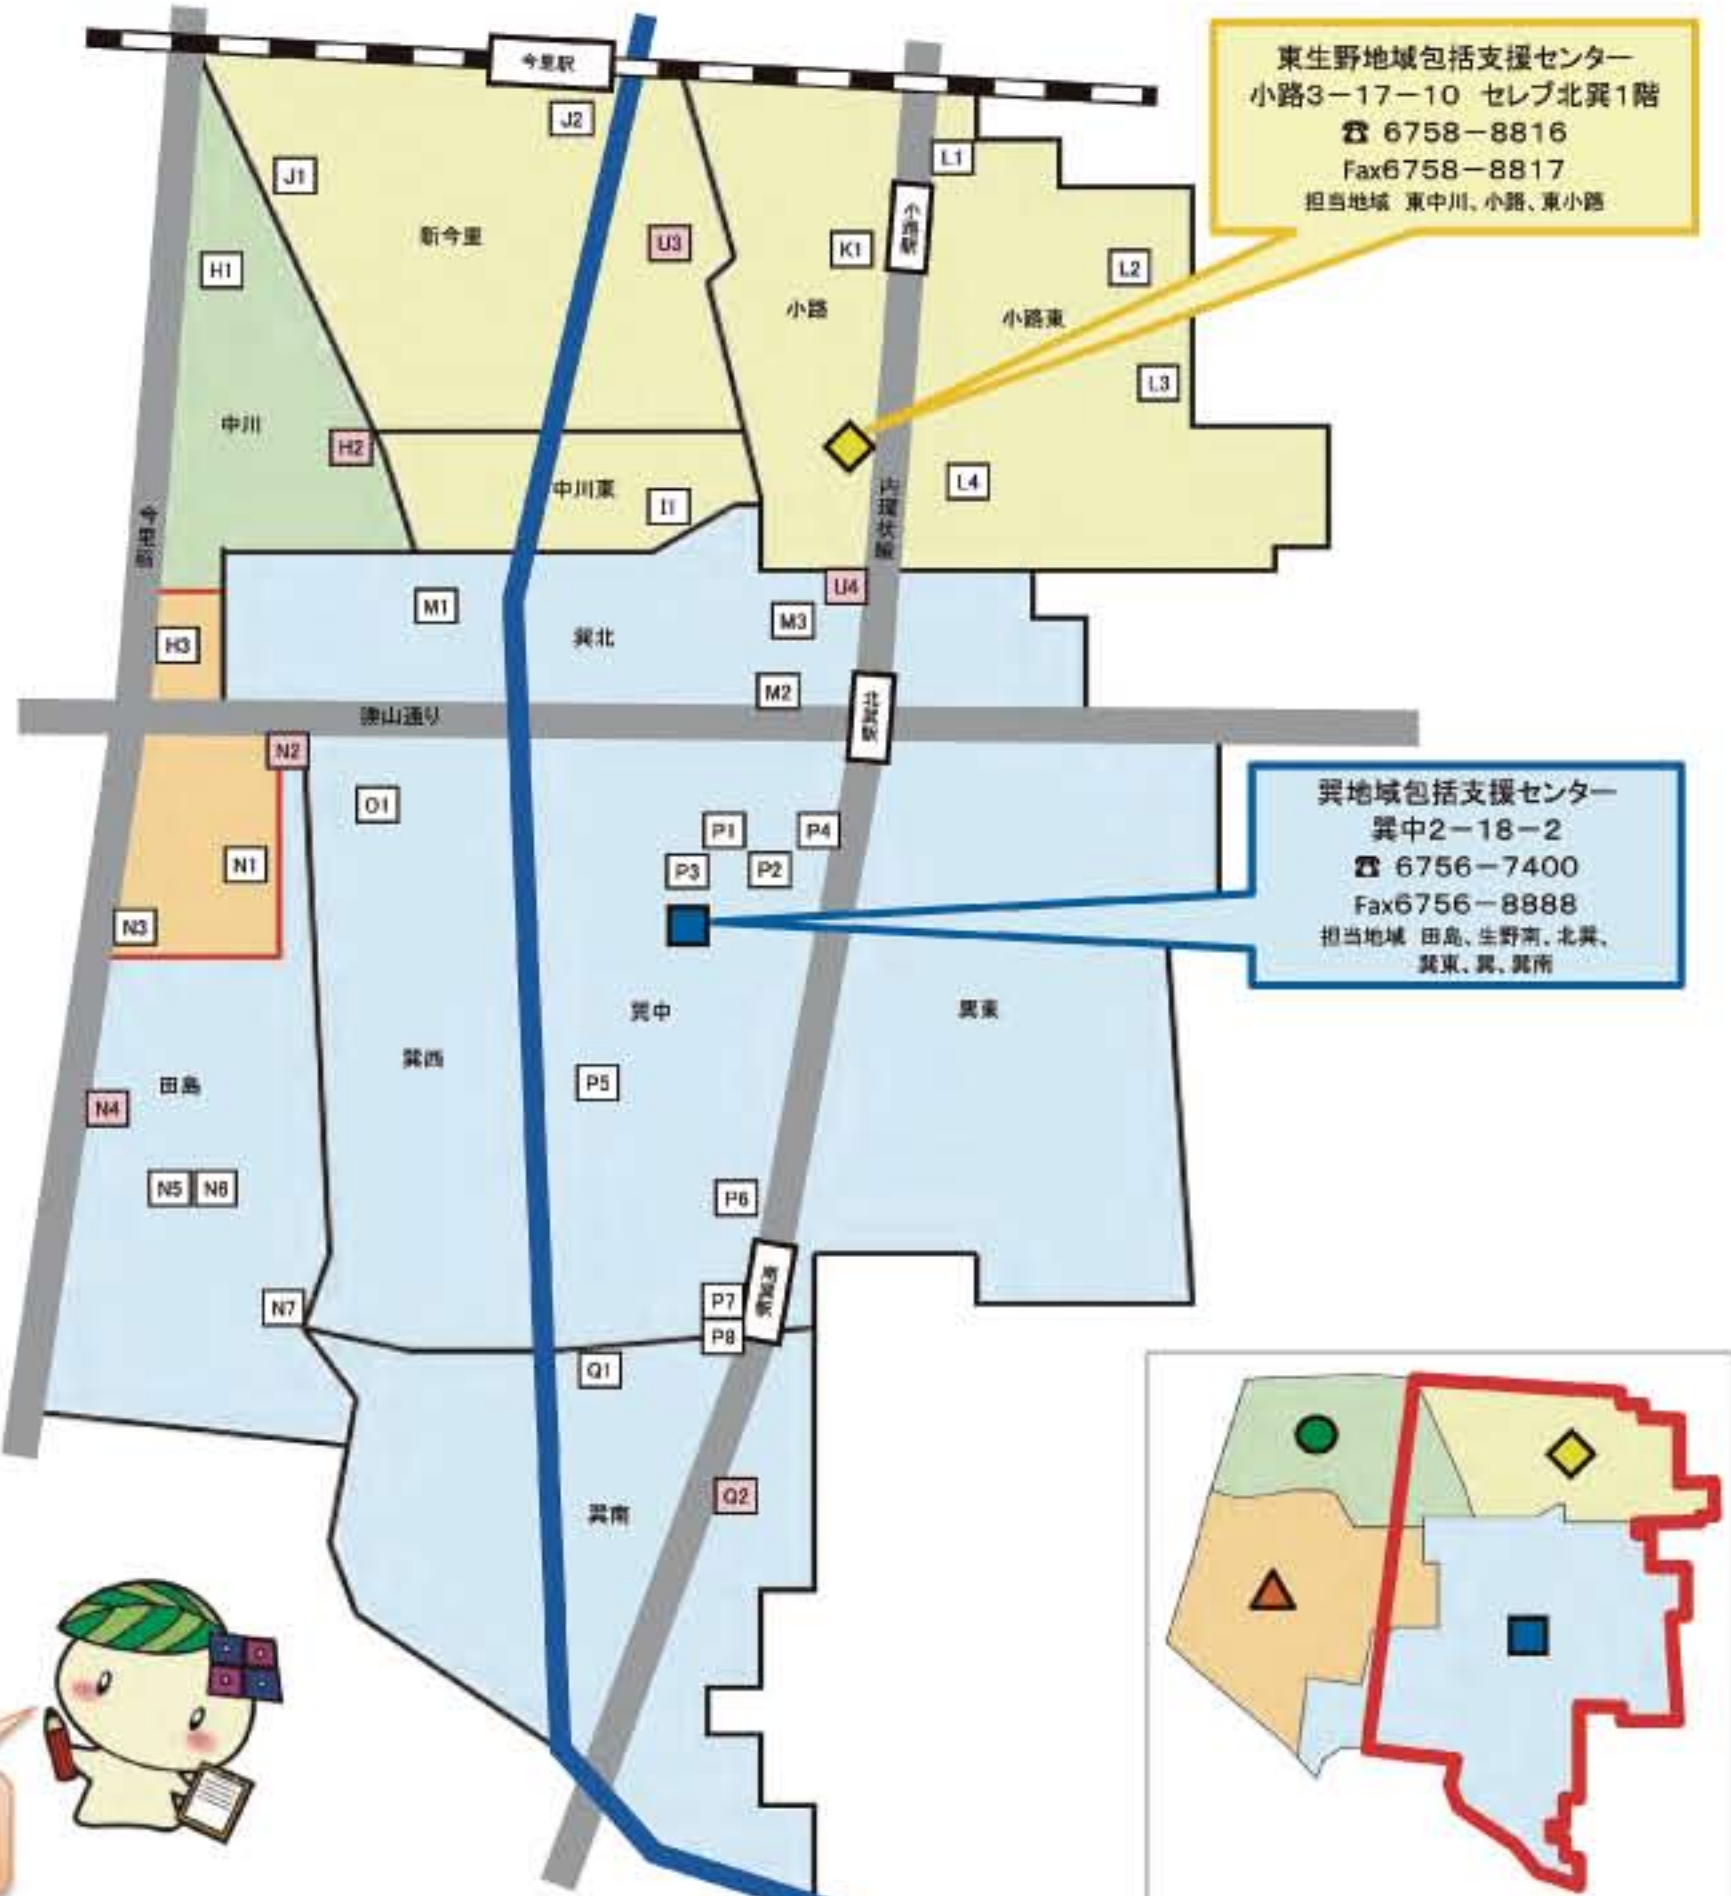 今里駅
東生野地域包括支援センター
小路3－17－10 セレブ北巽1階
☎ 6758－8816
Fax6758－8817
担当地域 東中川、小路、東小路
J2
L1
J1
小路駅
新今里
U3
K1
H1
L2
小路
小路東
L3
中川
H2
L4
中川東
I1
内環状線
今里筋
U4
M1
M3
巽北
H3
M2
北巽駅
勝山通り
N2
O1
巽地域包括支援センター
巽中2－18－2
☎ 6756－7400
Fax6756－8888
担当地域 田島、生野南、北巽、
巽東、巽、巽南
P1
P4
N1
P3
P2
N3
巽中
巽東
巽西
田島
P5
N4
N5
N6
P6
南巽駅
N7
P7
P8
Q1
Q2
巽南